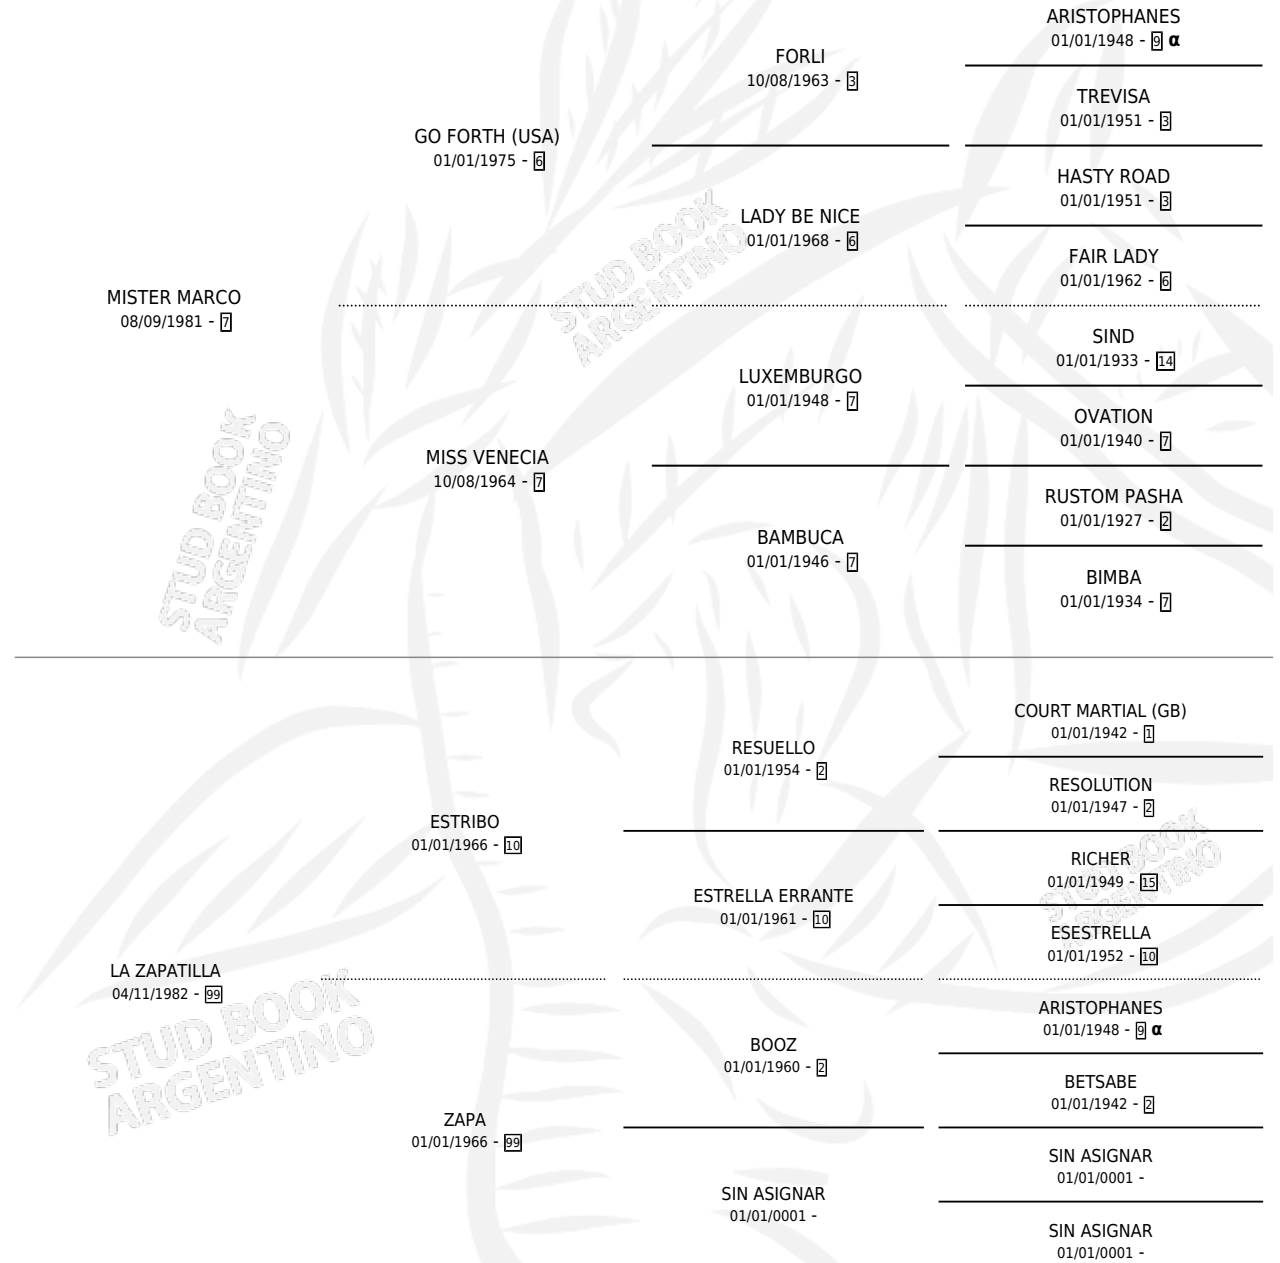 ARISTOPHANES
01/01/1948 - 9 α
FORLI
10/08/1963 - 3
TREVISA
01/01/1951 - 3
GO FORTH (USA)
01/01/1975 - 6
HASTY ROAD
01/01/1951 - 3
LADY BE NICE
01/01/1968 - 6
FAIR LADY
01/01/1962 - 6
MISTER MARCO
08/09/1981 - 7
SIND
01/01/1933 - 14
LUXEMBURGO
01/01/1948 - 7
OVATION
01/01/1940 - 7
MISS VENECIA
10/08/1964 - 7
RUSTOM PASHA
01/01/1927 - 2
BAMBUCA
01/01/1946 - 7
BIMBA
01/01/1934 - 7
STUD BOOK
ARGENTINO
STUD BOOK
ARGENTINO
COURT MARTIAL (GB)
01/01/1942 - 1
RESUELLO
01/01/1954 - 2
RESOLUTION
01/01/1947 - 2
ESTRIBO
01/01/1966 - 10
RICHER
01/01/1949 - 15
ESTRELLA ERRANTE
01/01/1961 - 10
ESESTRELLA
01/01/1952 - 10
STUD BOOK
ARGENTINO
LA ZAPATILLA
04/11/1982 - 99
ARISTOPHANES
01/01/1948 - 9 α
BOOZ
01/01/1960 - 2
BETSABE
01/01/1942 - 2
ZAPA
01/01/1966 - 99
SIN ASIGNAR
01/01/0001 -
SIN ASIGNAR
01/01/0001 -
SIN ASIGNAR
01/01/0001 -
STUD BOOK
ARGENTINO